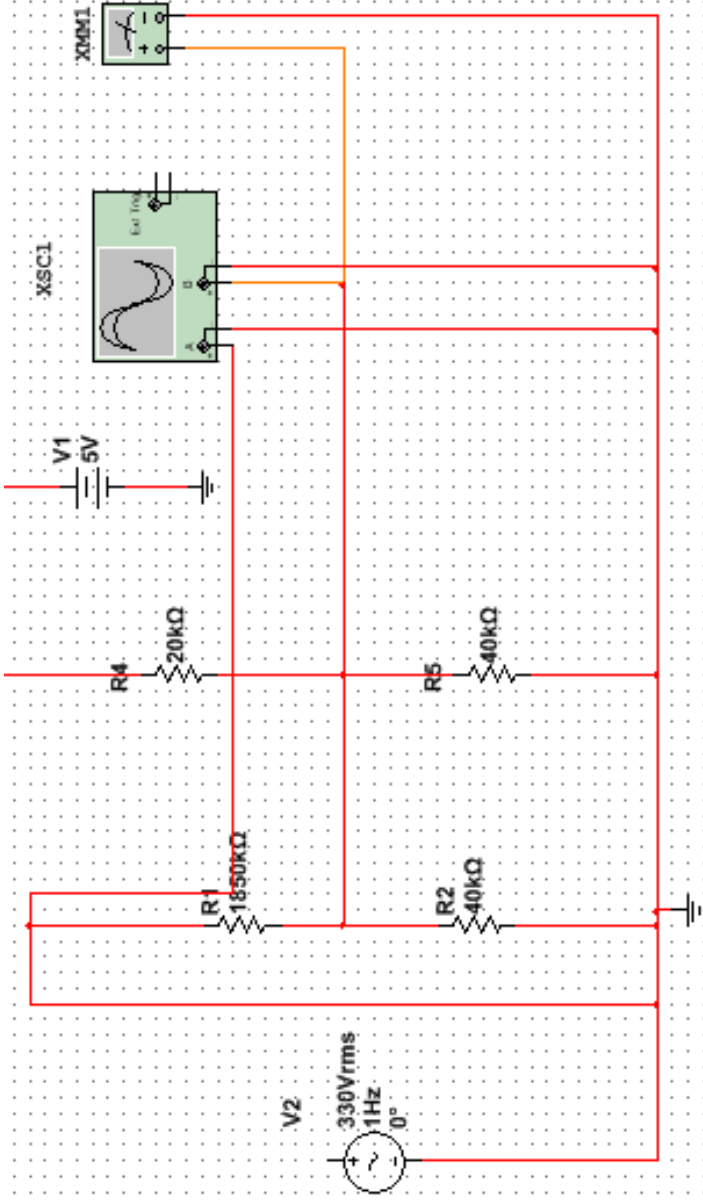 XMM1
XSC1
Ext Trig
A
B
V1
5V
R4
20kΩ
R5
40kΩ
R1
1850kΩ
R2
40kΩ
V2
330Vrms
1Hz
0°